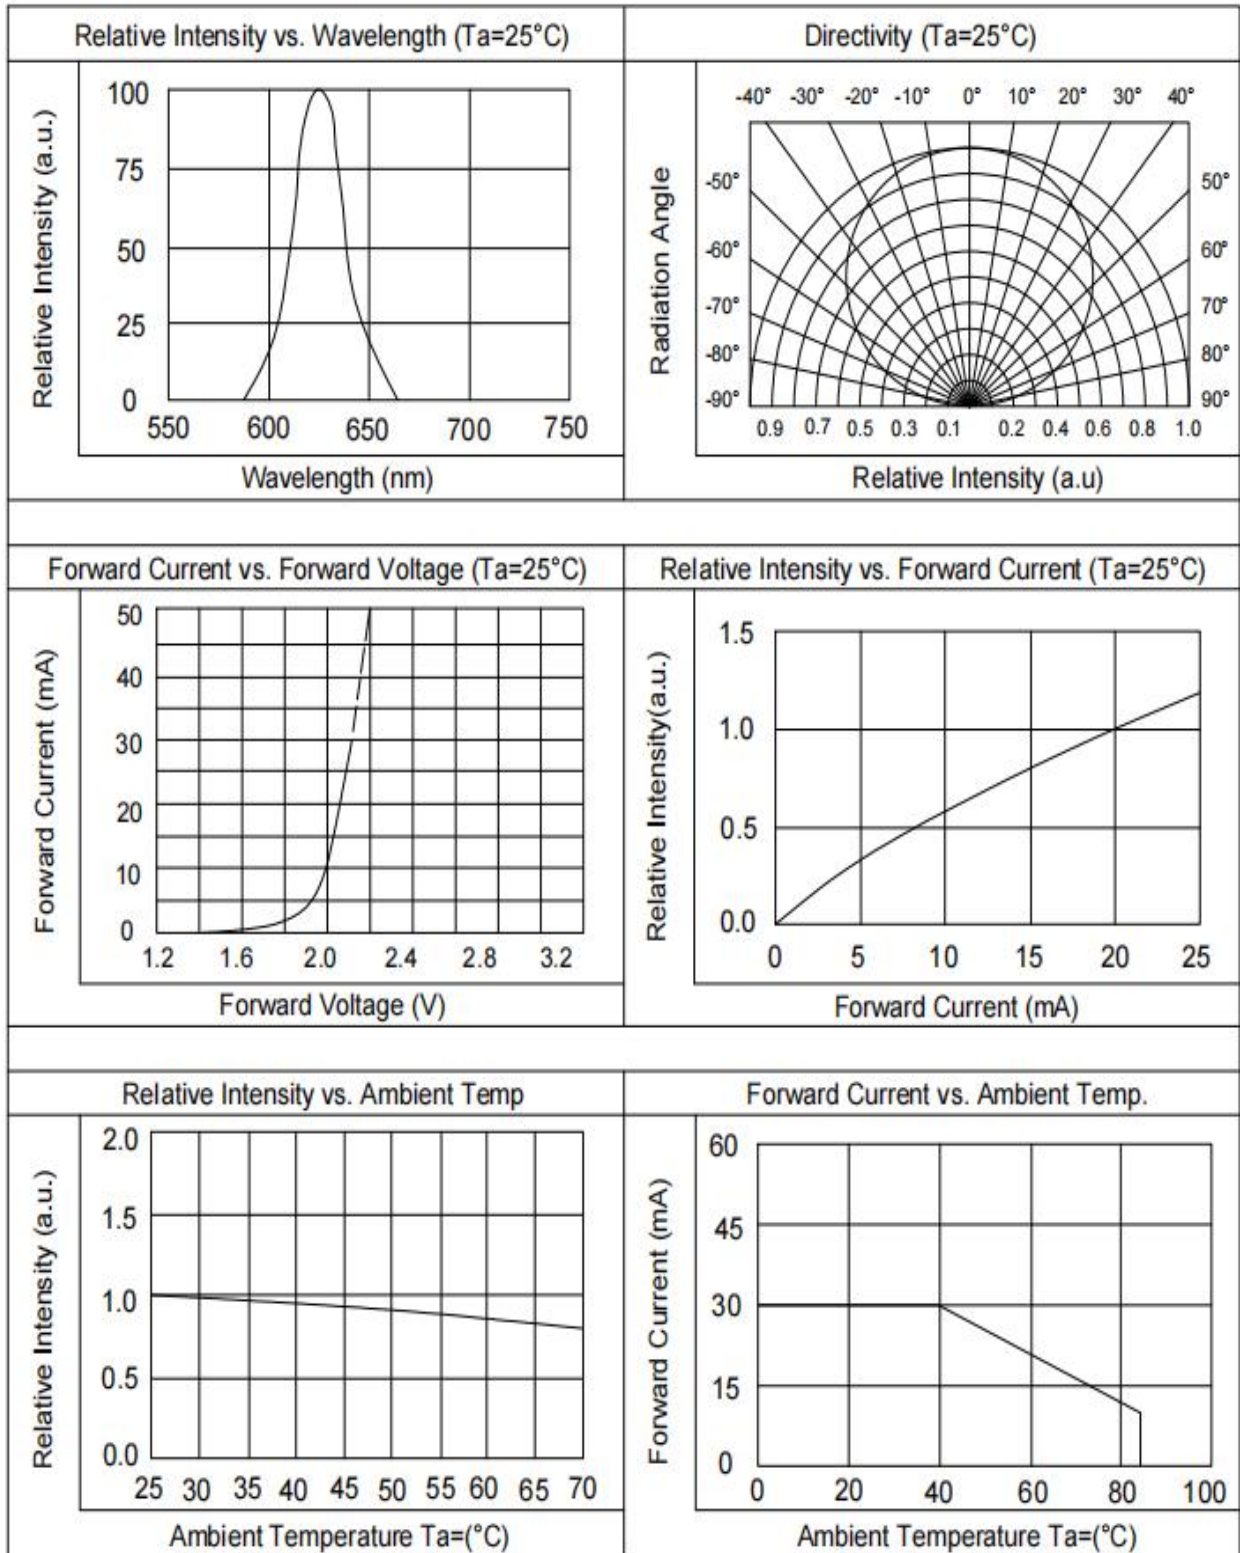 Relative Intensity vs. Wavelength (Ta=25°C)
Relative Intensity (a.u.)
100
75
50
25
0
550 600 650 700 750
Wavelength (nm)
Directivity (Ta=25°C)
Radiation Angle
-40° -30° -20° -10° 0° 10° 20° 30° 40°
-50° 50°
-60° 60°
-70° 70°
-80° 80°
-90° 90°
0.9 0.7 0.5 0.3 0.1 0.2 0.4 0.6 0.8 1.0
Relative Intensity (a.u)
Forward Current vs. Forward Voltage (Ta=25°C)
Forward Current (mA)
50
40
30
20
10
0
1.2 1.6 2.0 2.4 2.8 3.2
Forward Voltage (V)
Relative Intensity vs. Forward Current (Ta=25°C)
Relative Intensity(a.u.)
1.5
1.0
0.5
0.0
0 5 10 15 20 25
Forward Current (mA)
Relative Intensity vs. Ambient Temp
Relative Intensity (a.u.)
2.0
1.5
1.0
0.5
0.0
25 30 35 40 45 50 55 60 65 70
Ambient Temperature Ta=(°C)
Forward Current vs. Ambient Temp.
Forward Current (mA)
60
45
30
15
0
0 20 40 60 80 100
Ambient Temperature Ta=(°C)